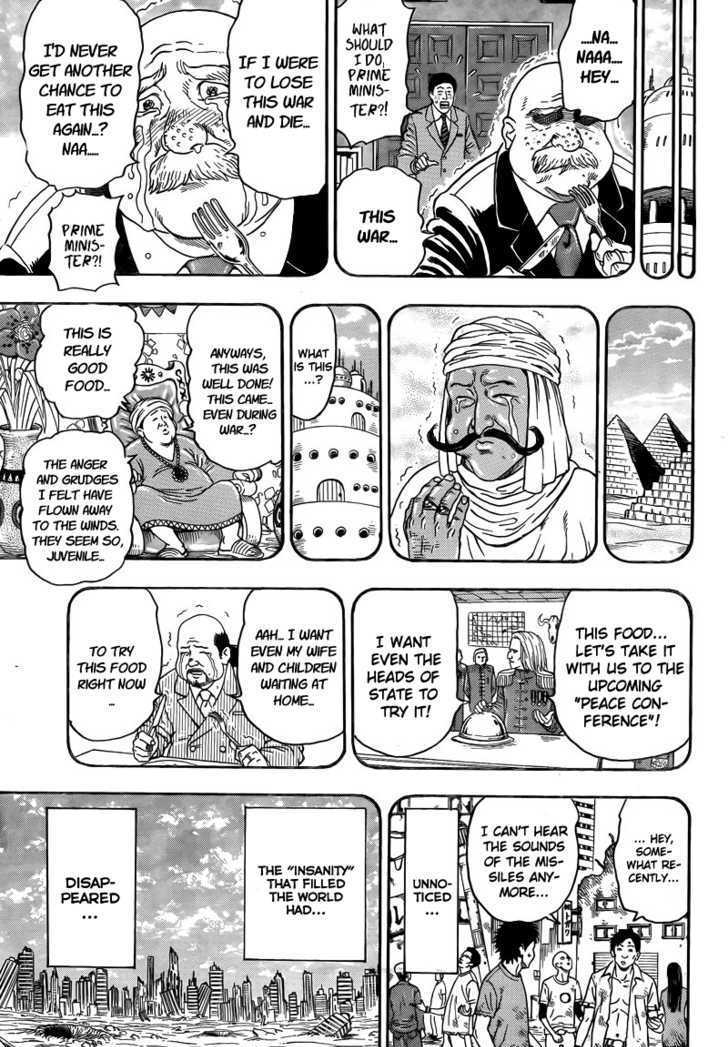 ....NA...
NAAA....
HEY...
WHAT
SHOULD
I DO,
PRIME
MINIS-
TER?!
THIS
WAR...
IF I WERE
TO LOSE
THIS WAR
AND DIE...
I'D NEVER
GET ANOTHER
CHANCE TO
EAT THIS
AGAIN..?
NAA.....
PRIME
MINIS-
TER?!
WHAT
IS THIS
...?
ANYWAYS,
THIS WAS
WELL DONE!
THIS CAME..
EVEN DURING
WAR..?
THIS IS
REALLY
GOOD
FOOD...
THE ANGER
AND GRUDGES
I FELT HAVE
FLOWN AWAY
TO THE WINDS.
THEY SEEM SO,
JUVENILE...
THIS FOOD...
LET'S TAKE IT
WITH US TO THE
UPCOMING
"PEACE CON-
FERENCE"!
I WANT
EVEN THE
HEADS OF
STATE TO
TRY IT!
AAH... I WANT
EVEN MY WIFE
AND CHILDREN
WAITING AT
HOME...
TO TRY
THIS FOOD
RIGHT NOW
..
... HEY,
SOME-
WHAT RE-
CENTLY...
I CAN'T HEAR
THE SOUNDS
OF THE MIS-
SILES ANY-
MORE...
UNNO-
TICED
...
THE "INSANITY"
THAT FILLED
THE WORLD
HAD...
DISAP-
PEARED
...